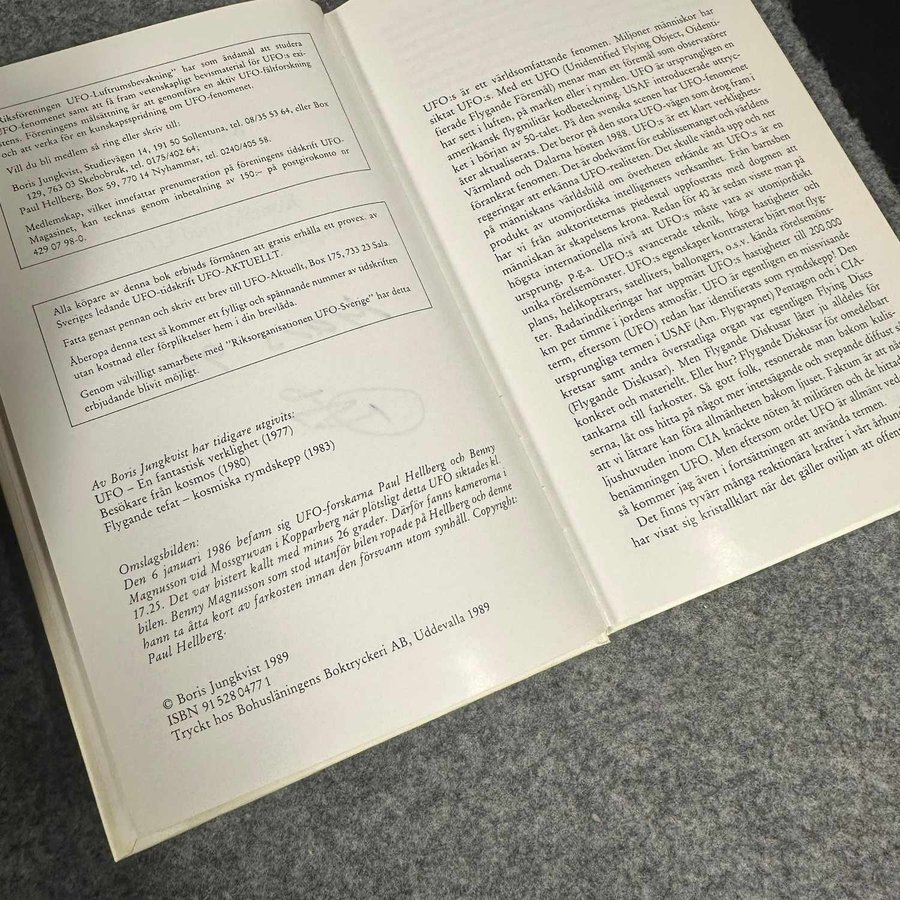 Riksföreningen UFO-Luftrumsbevakning" har som ändamål att studera
UFO-fenomenet samt att få fram vetenskapligt bevismaterial för UFO:s exi-
stens. Föreningens målsättning är att genomföra en aktiv UFO-fältforskning
och att verka för en kunskapsspridning om UFO-fenomenet.
Vill du bli medlem så ring eller skriv till:
Boris Jungkvist, Studievägen 14, 191 50 Sollentuna, tel. 08/35 53 64, eller Box
129, 763 03 Skebobruk, tel. 0175/402 64;
Paul Hellberg, Box 59, 770 14 Nyhammar, tel. 0240/405 58.
Medlemskap, vilket innefattar prenumeration på föreningens tidskrift UFO-
Magasinet, kan tecknas genom inbetalning av 150:– på postgirokonto nr
429 07 98-0.
Alla köpare av denna bok erbjuds förmånen att gratis erhålla ett provex. av
Sveriges ledande UFO-tidskrift UFO-AKTUELLT.
Fatta genast pennan och skriv ett brev till UFO-Aktuellt, Box 175, 733 23 Sala.
Åberopa denna text så kommer ett fylligt och spännande nummer av tidskriften
utan kostnad eller förpliktelser hem i din brevlåda.
Genom välvilligt samarbete med "Riksorganisationen UFO-Sverige" har detta
erbjudande blivit möjligt.
Av Boris Jungkvist har tidigare utgivits:
UFO – En fantastisk verklighet (1977)
Besökare från kosmos (1980)
Flygande tefat – kosmiska rymdskepp (1983)
Omslagsbilden:
Den 6 januari 1986 befann sig UFO-forskarna Paul Hellberg och Benny
Magnusson vid Mossgruvan i Kopparberg när plötsligt detta UFO siktades kl.
17.25. Det var bistert kallt med minus 26 grader. Därför fanns kamerorna i
bilen. Benny Magnusson som stod utanför bilen ropade på Hellberg och denne
hann ta åtta kort av farkosten innan den försvann utom synhåll. Copyright:
Paul Hellberg.
© Boris Jungkvist 1989
ISBN 91 528 0477 1
Tryckt hos Bohusläningens Boktryckeri AB, Uddevalla 1989
UFO:s är ett världsomfattande fenomen. Miljoner människor har
siktat UFO:s. Med ett UFO (Unidentified Flying Object, Oidenti-
fierade Flygande Föremål) menar man ett föremål som observatörer
har sett i luften, på marken eller i rymden. UFO är ursprungligen en
amerikansk flygmilitär kodbeteckning. USAF introducerade attryc-
ket i början av 50-talet. På den svenska scenen har UFO-fenomenet
åter aktualiserats. Det beror på den stora UFO-vågen som drog fram i
Värmland och Dalarna hösten 1988. UFO:s är ett klart verklighets-
förankrat fenomen. Det är obekvämt för etablissemanget och världens
regeringar att erkänna UFO-realiteten. Det skulle vända upp och ner
på människans världsbild om överheten erkände att UFO:s är en
produkt av utomjordiska intelligensers verksamhet. Från barnsben
har vi från auktoriteternas piedestal uppfostrats med dogmen att
människan är skapelsens krona. Redan för 40 år sedan visste man på
högsta internationella nivå att UFO:s måste vara av utomjordiskt
ursprung, p.g.a. UFO:s avancerade teknik, höga hastigheter och
unika rörelsemönster. UFO:s egenskaper kontrasterar bjärt mot flyg-
plans, helikoptrars, satelliters, ballongers, o.s.v. kända rörelsemöns-
ter. Radarindikeringar har uppmätt UFO:s hastigheter till 200 000
km per timme i jordens atmosfär. UFO är egentligen en missvisande
term, eftersom (UFO) redan har identifierats som rymdskepp! Den
ursprungliga termen i USAF (Am. Flygvapnet) Pentagon och i CIA-
kretsar samt andra överstatliga organ var egentligen Flying Discs
(Flygande Diskusar). Men Flygande Diskusar låter ju alldeles för
konkret och materiellt. Eller hur? Flygande Diskusar för omedelbart
tankarna till farkoster. Så gott folk, resonerade man bakom kulis-
serna, låt oss hitta på något mer intetsägande och svepande diffust så
att vi lättare kan föra allmänheten bakom ljuset. Faktum är att
ljushuvuden inom CIA knäckte nöten åt militären och de hittade
benämningen UFO. Men eftersom ordet UFO är allmänt ved
så kommer jag även i fortsättningen att använda termen.
Det finns tyvärr många reaktionära krafter i vårt århun
har visat sig kristallklart när det gäller oviljan att offent